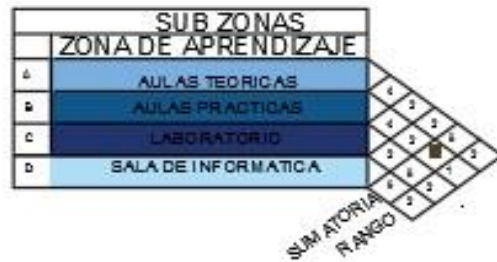 SUB ZONAS
ZONA DE APRENDIZAJE
A AULAS TEORICAS
B AULAS PRACTICAS
C LABORATORIO
D SALA DE INFORMATICA
SUMATORIA
RANGO